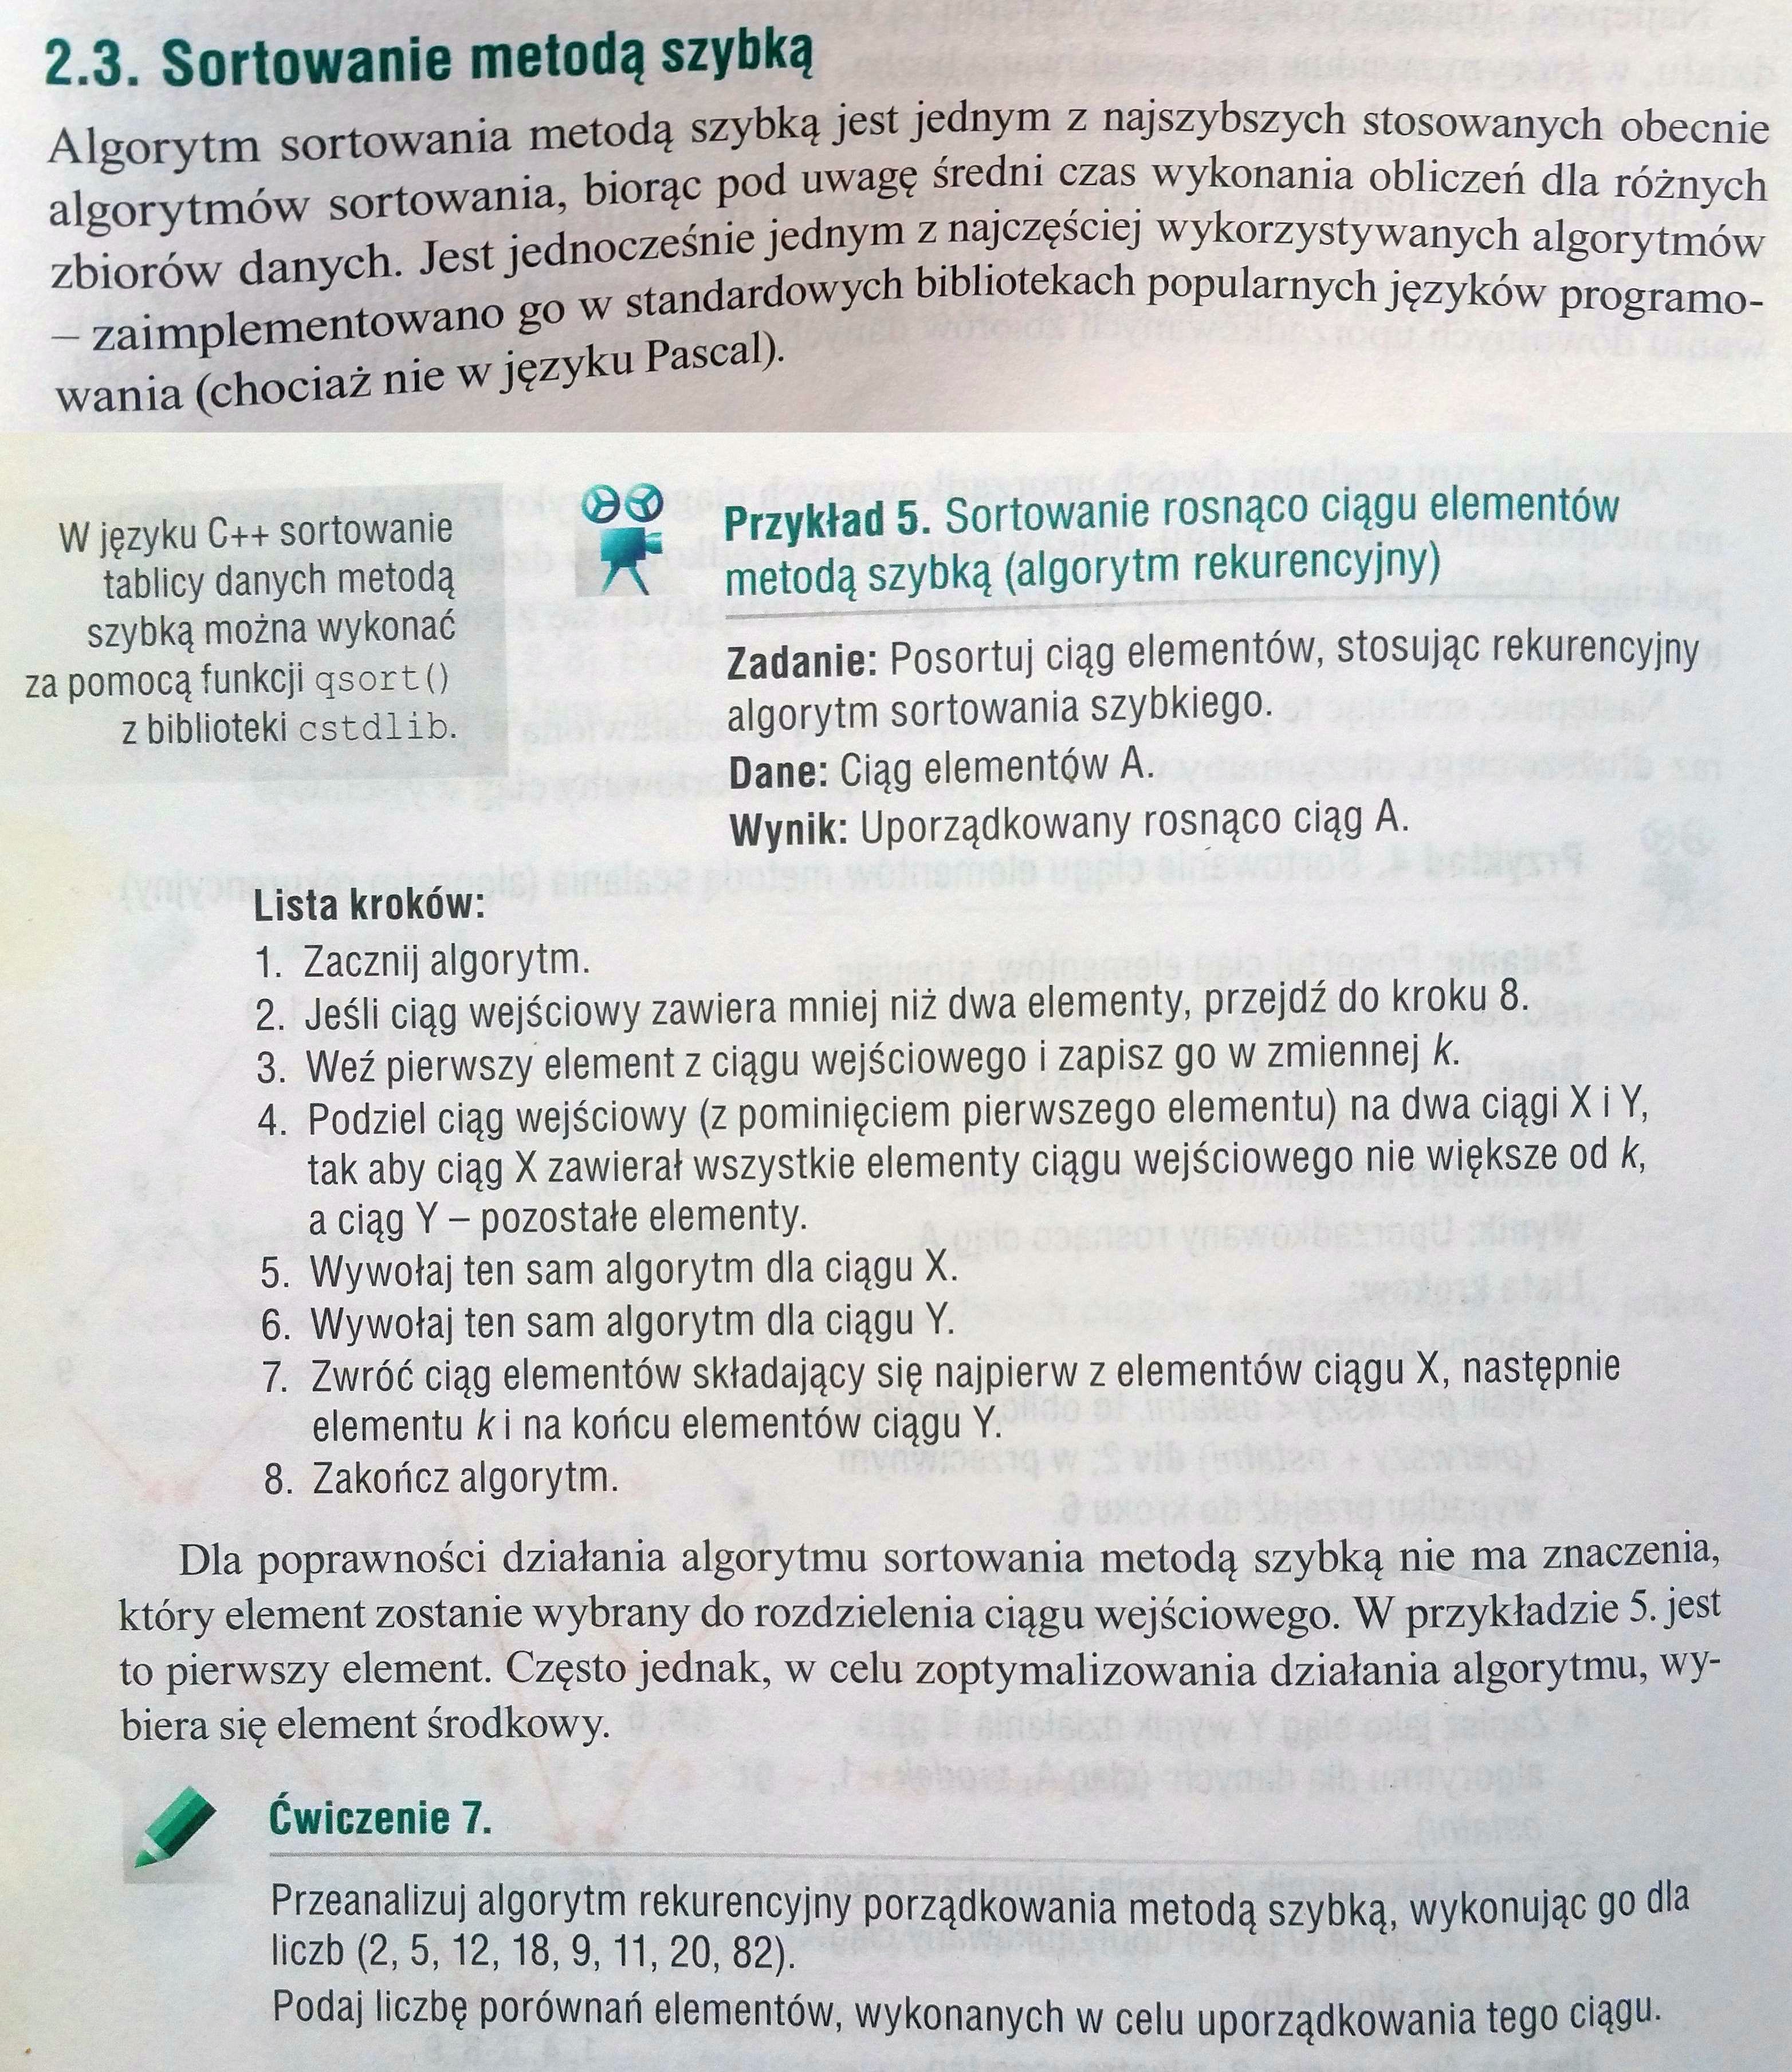 2.3. Sortowanie metodą szybką
Algorytm sortowania metodą szybką jest jednym z najszybszych stosowanych obecnie
algorytmów sortowania, biorąc pod uwagę średni czas wykonania obliczeń dla różnych
zbiorów danych. Jest jednocześnie jednym z najczęściej wykorzystywanych algorytmów
– zaimplementowano go w standardowych bibliotekach popularnych języków programo-
wania (chociaż nie w języku Pascal).
W języku C++ sortowanie
tablicy danych metodą
szybką można wykonać
za pomocą funkcji qsort()
z biblioteki cstdlib.
Przykład 5. Sortowanie rosnąco ciągu elementów
metodą szybką (algorytm rekurencyjny)
Zadanie: Posortuj ciąg elementów, stosując rekurencyjny
algorytm sortowania szybkiego.
Dane: Ciąg elementów A.
Wynik: Uporządkowany rosnąco ciąg A.
Lista kroków:
1. Zacznij algorytm.
2. Jeśli ciąg wejściowy zawiera mniej niż dwa elementy, przejdź do kroku 8.
3. Weź pierwszy element z ciągu wejściowego i zapisz go w zmiennej k.
4. Podziel ciąg wejściowy (z pominięciem pierwszego elementu) na dwa ciągi X i Y,
tak aby ciąg X zawierał wszystkie elementy ciągu wejściowego nie większe od k,
a ciąg Y – pozostałe elementy.
5. Wywołaj ten sam algorytm dla ciągu X.
6. Wywołaj ten sam algorytm dla ciągu Y.
7. Zwróć ciąg elementów składający się najpierw z elementów ciągu X, następnie
elementu k i na końcu elementów ciągu Y.
8. Zakończ algorytm.
Dla poprawności działania algorytmu sortowania metodą szybką nie ma znaczenia,
który element zostanie wybrany do rozdzielenia ciągu wejściowego. W przykładzie 5. jest
to pierwszy element. Często jednak, w celu zoptymalizowania działania algorytmu, wy-
biera się element środkowy.
Ćwiczenie 7.
Przeanalizuj algorytm rekurencyjny porządkowania metodą szybką, wykonując go dla
liczb (2, 5, 12, 18, 9, 11, 20, 82).
Podaj liczbę porównań elementów, wykonanych w celu uporządkowania tego ciągu.